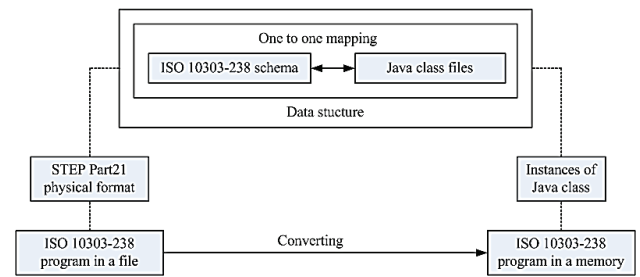 One to one mapping
ISO 10303-238 schema
Java class files
Data stucture
STEP Part21
physical format
Instances of
Java class
ISO 10303-238
program in a file
Converting
ISO 10303-238
program in a memory